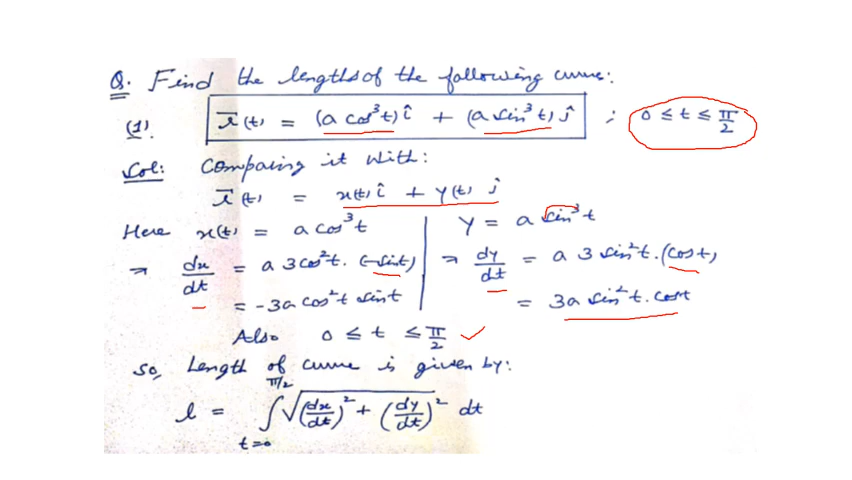 Q. Find the lengths of the following curve:
(1). r⃗(t) = (a cos³t) î + (a sin³t) ĵ ; 0 ≤ t ≤ π/2
Sol: Comparing it with:
r⃗(t) = x(t) î + y(t) ĵ
Here x(t) = a cos³t | y = a sin³t
⇒ dx/dt = a 3cos²t. (-sint) | ⇒ dy/dt = a 3 sin²t. (cost)
= -3a cos²t sint | = 3a sin²t. cost
Also 0 ≤ t ≤ π/2
So, Length of curve is given by:
l = ∫_{t=0}^{π/2} √((dx/dt)² + (dy/dt)²) dt